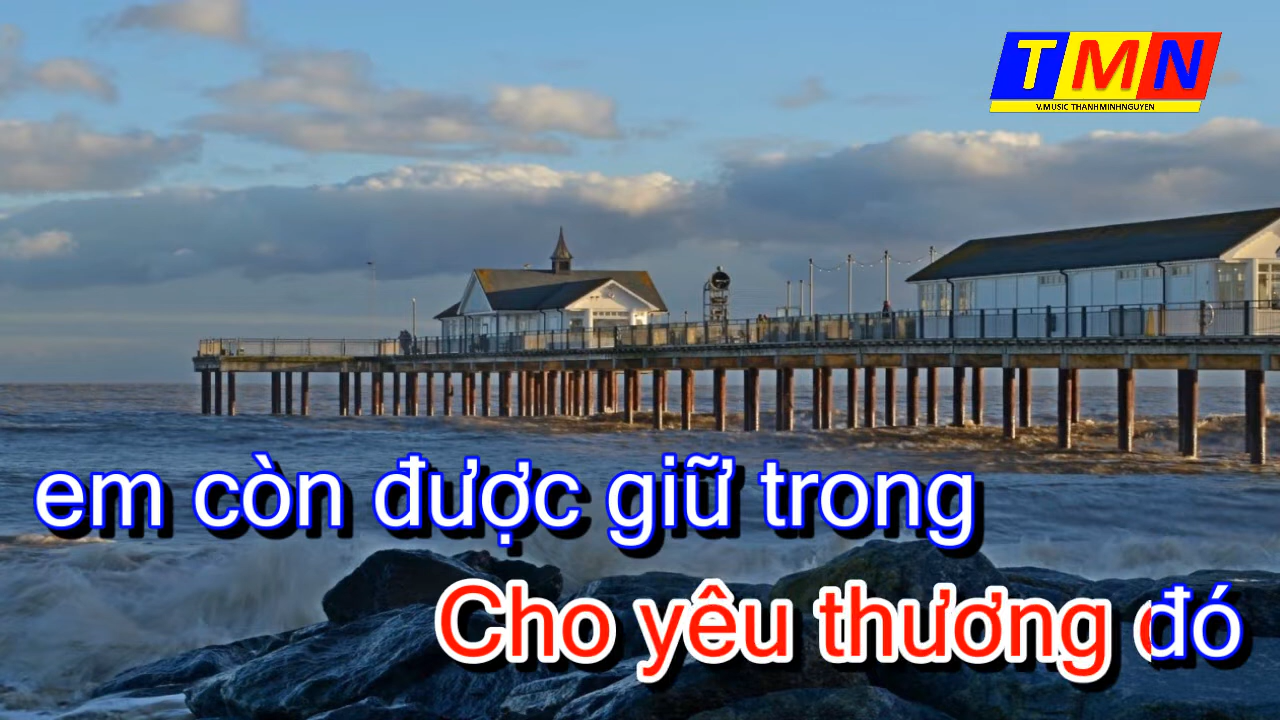 TMN
V.MUSIC THANHMINHNGUYEN
em còn được giữ trong
Cho yêu thương đó